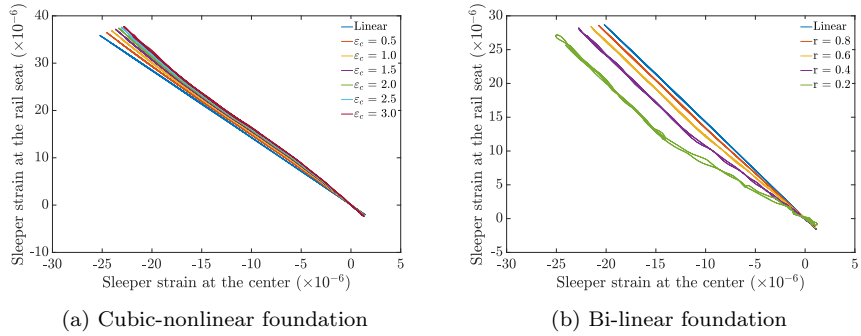 Sleeper strain at the rail seat (×10⁻⁶)
40
30
20
10
0
-10
-30
-25
-20
-15
-10
-5
0
5
Sleeper strain at the center (×10⁻⁶)
Linear
εc = 0.5
εc = 1.0
εc = 1.5
εc = 2.0
εc = 2.5
εc = 3.0
(a) Cubic-nonlinear foundation
Sleeper strain at the rail seat (×10⁻⁶)
30
25
20
15
10
5
0
-5
-30
-25
-20
-15
-10
-5
0
5
Sleeper strain at the center (×10⁻⁶)
Linear
r = 0.8
r = 0.6
r = 0.4
r = 0.2
(b) Bi-linear foundation